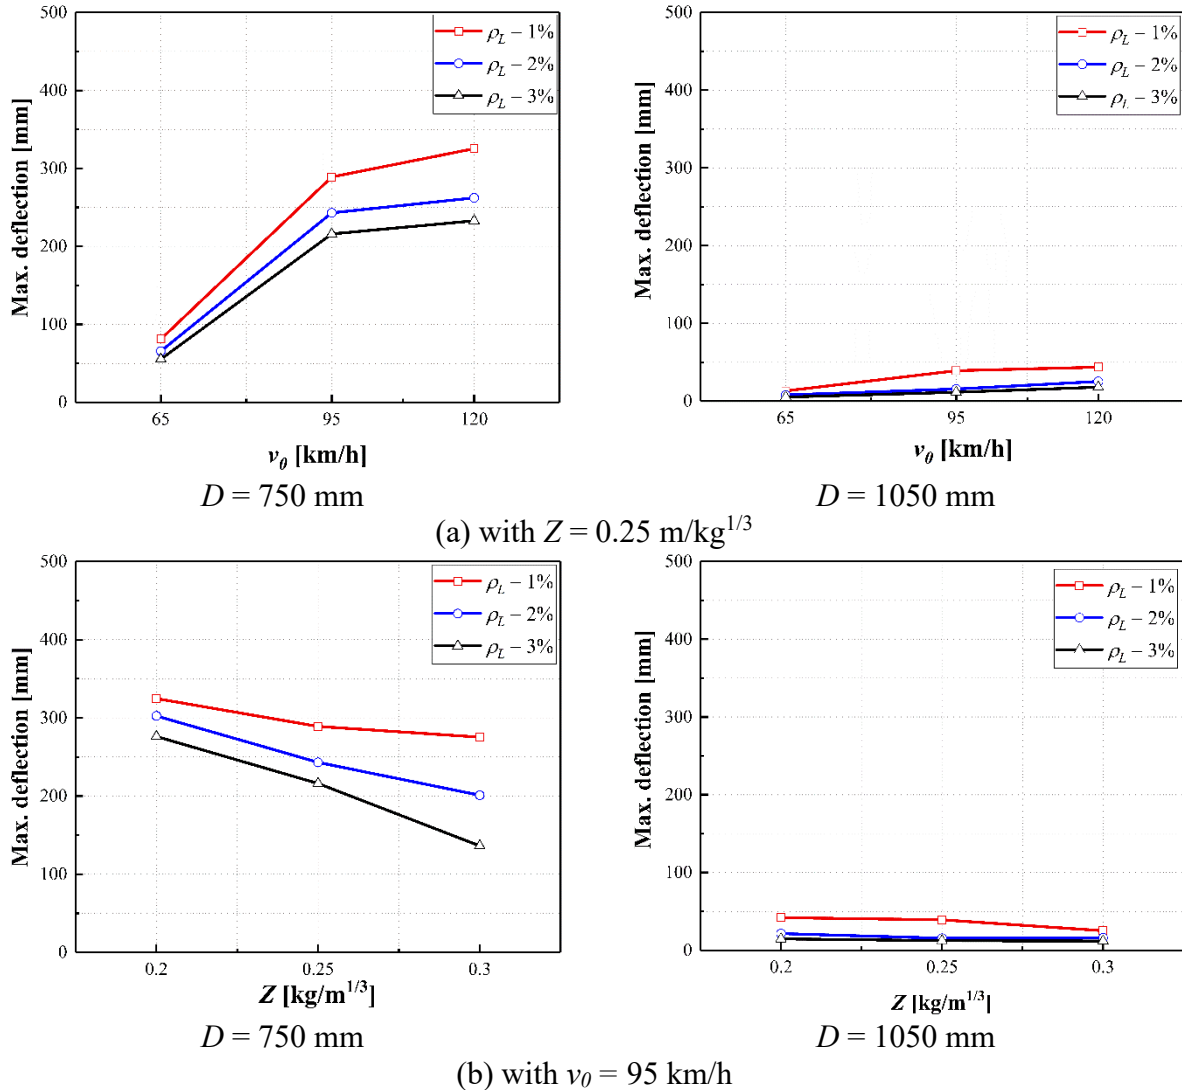 500
400
300
200
100
0
Max. deflection [mm]
ρL − 1%
ρL − 2%
ρL − 3%
65 95 120
v0 [km/h]
D = 750 mm
500
400
300
200
100
0
Max. deflection [mm]
ρL − 1%
ρL − 2%
ρL − 3%
65 95 120
v0 [km/h]
D = 1050 mm
(a) with Z = 0.25 m/kg1/3
500
400
300
200
100
0
Max. deflection [mm]
ρL − 1%
ρL − 2%
ρL − 3%
0.2 0.25 0.3
Z [kg/m1/3]
D = 750 mm
500
400
300
200
100
0
Max. deflection [mm]
ρL − 1%
ρL − 2%
ρL − 3%
0.2 0.25 0.3
Z [kg/m1/3]
D = 1050 mm
(b) with v0 = 95 km/h